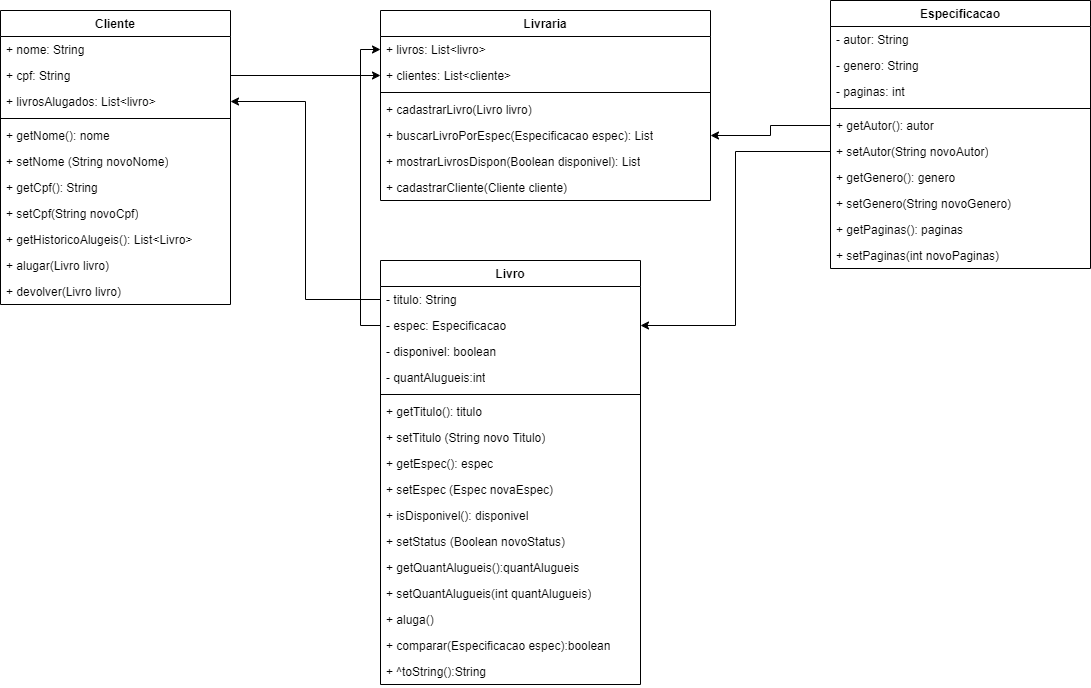 Cliente
+ nome: String
+ cpf: String
+ livrosAlugados: List<livro>
+ getNome(): nome
+ setNome (String novoNome)
+ getCpf(): String
+ setCpf(String novoCpf)
+ getHistoricoAlugeis(): List<Livro>
+ alugar(Livro livro)
+ devolver(Livro livro)
Livraria
+ livros: List<livro>
+ clientes: List<cliente>
+ cadastrarLivro(Livro livro)
+ buscarLivroPorEspec(Especificacao espec): List
+ mostrarLivrosDispon(Boolean disponivel): List
+ cadastrarCliente(Cliente cliente)
Especificacao
- autor: String
- genero: String
- paginas: int
+ getAutor(): autor
+ setAutor(String novoAutor)
+ getGenero(): genero
+ setGenero(String novoGenero)
+ getPaginas(): paginas
+ setPaginas(int novoPaginas)
Livro
- titulo: String
- espec: Especificacao
- disponivel: boolean
- quantAlugueis:int
+ getTitulo(): titulo
+ setTitulo (String novo Titulo)
+ getEspec(): espec
+ setEspec (Espec novaEspec)
+ isDisponivel(): disponivel
+ setStatus (Boolean novoStatus)
+ getQuantAlugueis():quantAlugueis
+ setQuantAlugueis(int quantAlugueis)
+ aluga()
+ comparar(Especificacao espec):boolean
+ ^toString():String